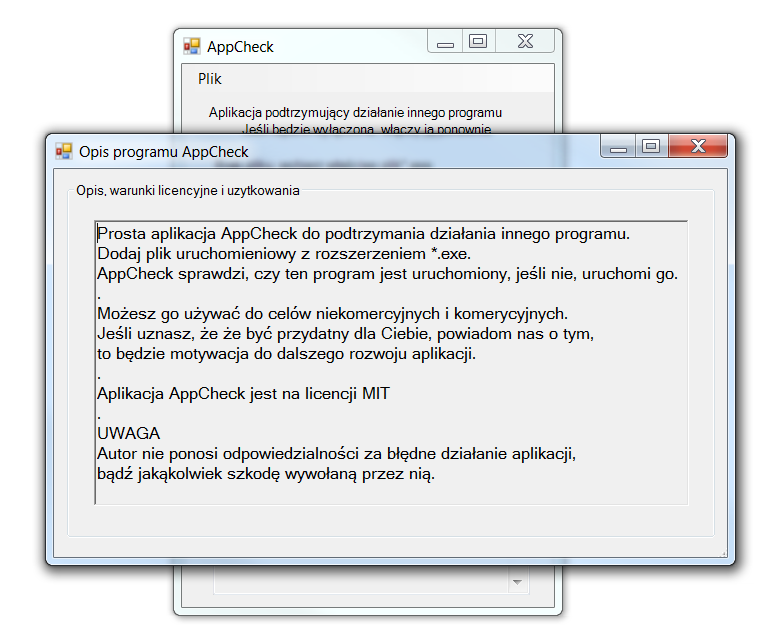 AppCheck
Plik
Aplikacja podtrzymujący działanie innego programu
Jeśli będzie wyłączona, włączy ją ponownie.
Opis programu AppCheck
Opis, warunki licencyjne i uzytkowania
Prosta aplikacja AppCheck do podtrzymania działania innego programu.
Dodaj plik uruchomieniowy z rozszerzeniem *.exe.
AppCheck sprawdzi, czy ten program jest uruchomiony, jeśli nie, uruchomi go.
.
Możesz go używać do celów niekomercyjnych i komerycyjnych.
Jeśli uznasz, że że być przydatny dla Ciebie, powiadom nas o tym,
to będzie motywacja do dalszego rozwoju aplikacji.
.
Aplikacja AppCheck jest na licencji MIT
.
UWAGA
Autor nie ponosi odpowiedzialności za błędne działanie aplikacji,
bądź jakąkolwiek szkodę wywołaną przez nią.